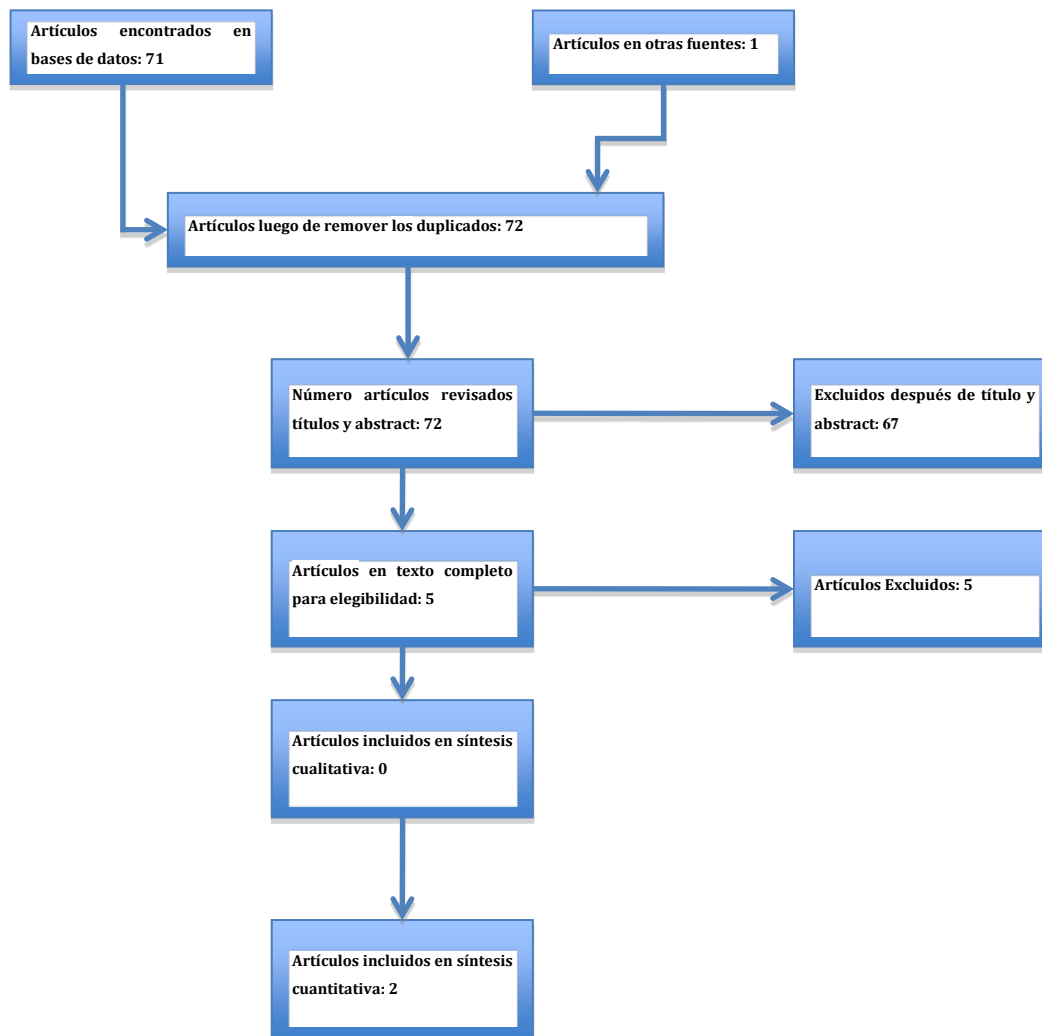 Artículos encontrados en
bases de datos: 71
Artículos en otras fuentes: 1
Artículos luego de remover los duplicados: 72
Número artículos revisados
títulos y abstract: 72
Excluidos después de título y
abstract: 67
Artículos en texto completo
para elegibilidad: 5
Artículos Excluidos: 5
Artículos incluidos en síntesis
cualitativa: 0
Artículos incluidos en síntesis
cuantitativa: 2